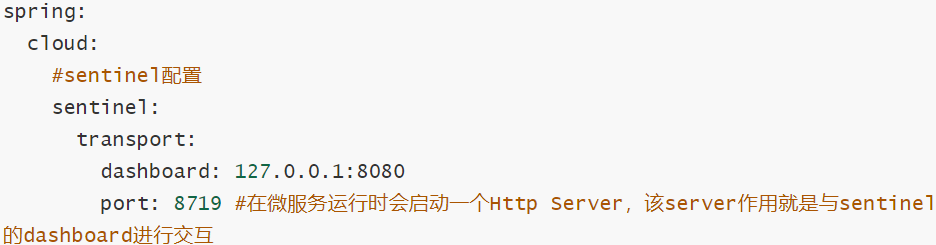 spring:
  cloud:
    #sentinel配置
    sentinel:
      transport:
        dashboard: 127.0.0.1:8080
        port: 8719 #在微服务运行时会启动一个Http Server，该server作用就是与sentinel
的dashboard进行交互